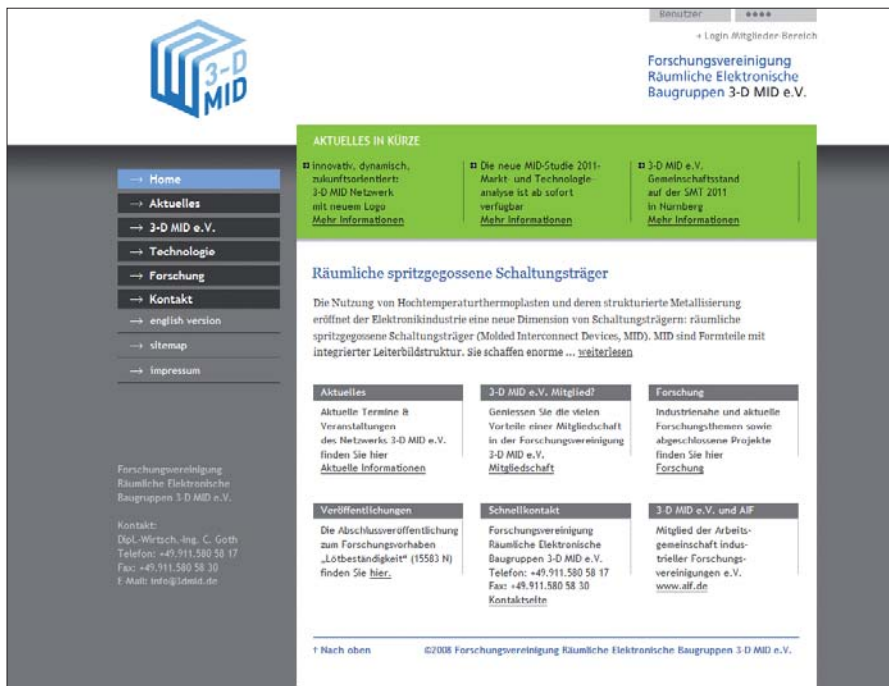 Benutzer
••••
Login Mitglieder-Bereich
3-D
MID
Forschungsvereinigung
Räumliche Elektronische
Baugruppen 3-D MID e.V.
AKTUELLES IN KÜRZE
innovativ, dynamisch,
zukunftsorientiert:
3-D MID Netzwerk
mit neuem Logo
Mehr Informationen
Die neue MID-Studie 2011-
Markt- und Technologie-
analyse ist ab sofort
verfügbar
Mehr Informationen
3-D MID e.V.
Gemeinschaftsstand
auf der SMT 2011
in Nürnberg
Mehr Informationen
→ Home
→ Aktuelles
→ 3-D MID e.V.
→ Technologie
→ Forschung
→ Kontakt
→ english version
→ sitemap
→ impressum
Forschungsvereinigung
Räumliche Elektronische
Baugruppen 3-D MID e.V.
Kontakt:
Dipl.-Wirtsch.-Ing. C. Goth
Telefon: +49.911.580 58 17
Fax: +49.911.580 58 30
E-Mail: info@3dmid.de
Räumliche spritzgegossene Schaltungsträger
Die Nutzung von Hochtemperaturthermoplasten und deren strukturierte Metallisierung
eröffnet der Elektronikindustrie eine neue Dimension von Schaltungsträgern: räumliche
spritzgegossene Schaltungsträger (Molded Interconnect Devices, MID). MID sind Formteile mit
integrierter Leiterbildstruktur. Sie schaffen enorme ... weiterlesen
Aktuelles
Aktuelle Termine &
Veranstaltungen
des Netzwerks 3-D MID e.V.
finden Sie hier
Aktuelle Informationen
3-D MID e.V. Mitglied?
Geniessen Sie die vielen
Vorteile einer Mitgliedschaft
in der Forschungsvereinigung
3-D MID e.V.
Mitgliedschaft
Forschung
Industrienahe und aktuelle
Forschungsthemen sowie
abgeschlossene Projekte
finden Sie hier
Forschung
Veröffentlichungen
Die Abschlussveröffentlichung
zum Forschungsvorhaben
„Lötbeständigkeit“ (15583 N)
finden Sie hier.
Schnellkontakt
Forschungsvereinigung
Räumliche Elektronische
Baugruppen 3-D MID e.V.
Telefon: +49.911.580 58 17
Fax: +49.911.580 58 30
Kontaktseite
3-D MID e.V. und AIF
Mitglied der Arbeits-
gemeinschaft indus-
trieller Forschungs-
vereinigungen e.V.
www.aif.de
↑ Nach oben
©2008 Forschungsvereinigung Räumliche Elektronische Baugruppen 3-D MID e.V.